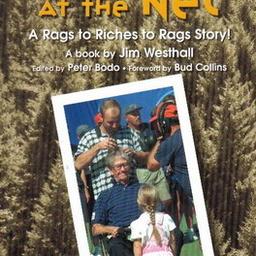 At the Net
A Rags to Riches to Rags Story!
A book by Jim Westhall
Edited by Peter Bodo • Foreword by Bud Collins